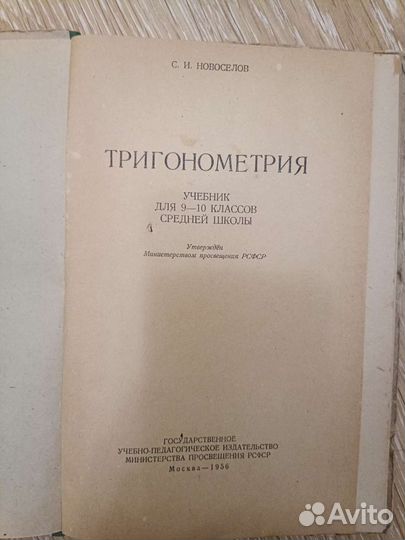 С. И. НОВОСЕЛОВ
ТРИГОНОМЕТРИЯ
УЧЕБНИК
ДЛЯ 9—10 КЛАССОВ
СРЕДНЕЙ ШКОЛЫ
Утверждён
Министерством просвещения РСФСР
ГОСУДАРСТВЕННОЕ
УЧЕБНО-ПЕДАГОГИЧЕСКОЕ ИЗДАТЕЛЬСТВО
МИНИСТЕРСТВА ПРОСВЕЩЕНИЯ РСФСР
Москва—1956
Avito